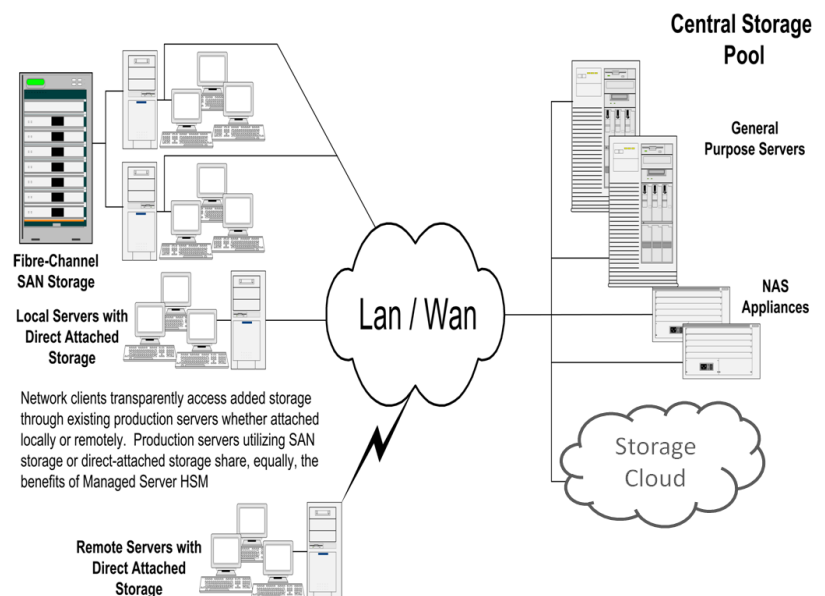 Central Storage
Pool
General
Purpose Servers
Fibre-Channel
SAN Storage
NAS
Appliances
Local Servers with
Direct Attached
Storage
Lan / Wan
Network clients transparently access added storage
through existing production servers whether attached
locally or remotely.  Production servers utilizing SAN
storage or direct-attached storage share, equally, the
benefits of Managed Server HSM
Storage
Cloud
Remote Servers with
Direct Attached
Storage